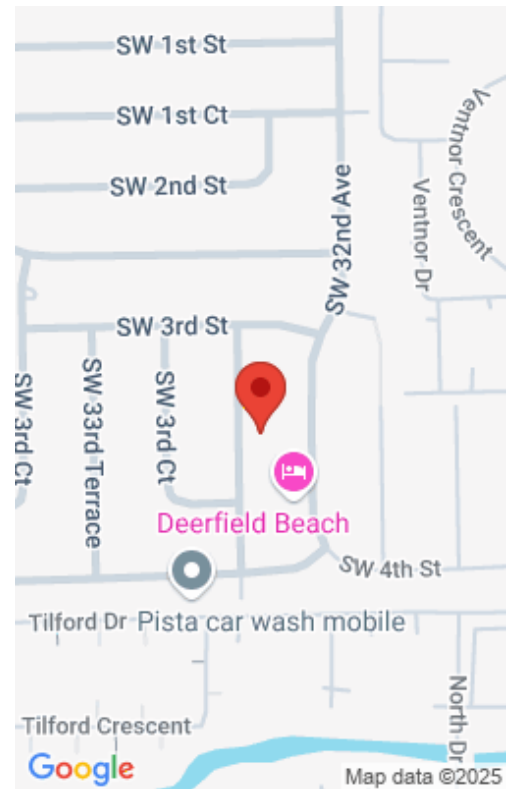 SW 1st St
SW 1st Ct
Ventnor Crescent
SW 2nd St
Ventnor Dr
SW 32nd Ave
SW 3rd St
SW 3rd Ct
SW 33rd Terrace
SW 3rd Ct
Deerfield Beach
SW 4th St
Tilford Dr
Pista car wash mobile
North Dr
Tilford Crescent
Google
Map data ©2025